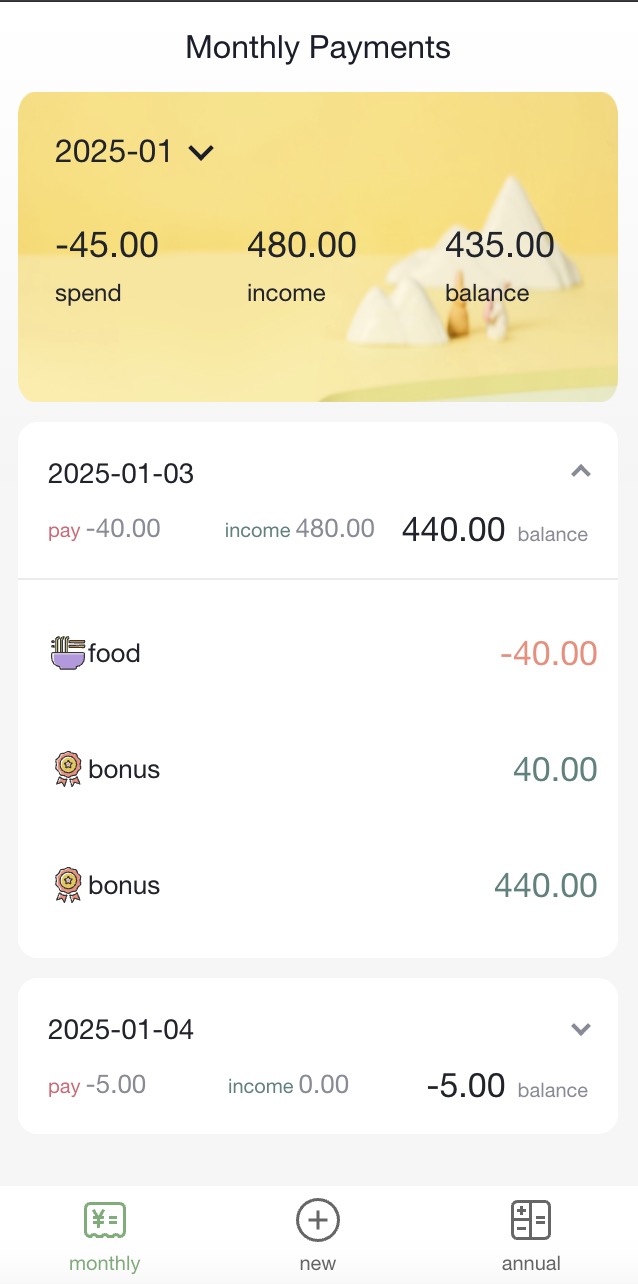 Monthly Payments
2025-01
-45.00 480.00 435.00
spend income balance
2025-01-03
pay -40.00 income 480.00 440.00 balance
food -40.00
bonus 40.00
bonus 440.00
2025-01-04
pay -5.00 income 0.00 -5.00 balance
monthly new annual